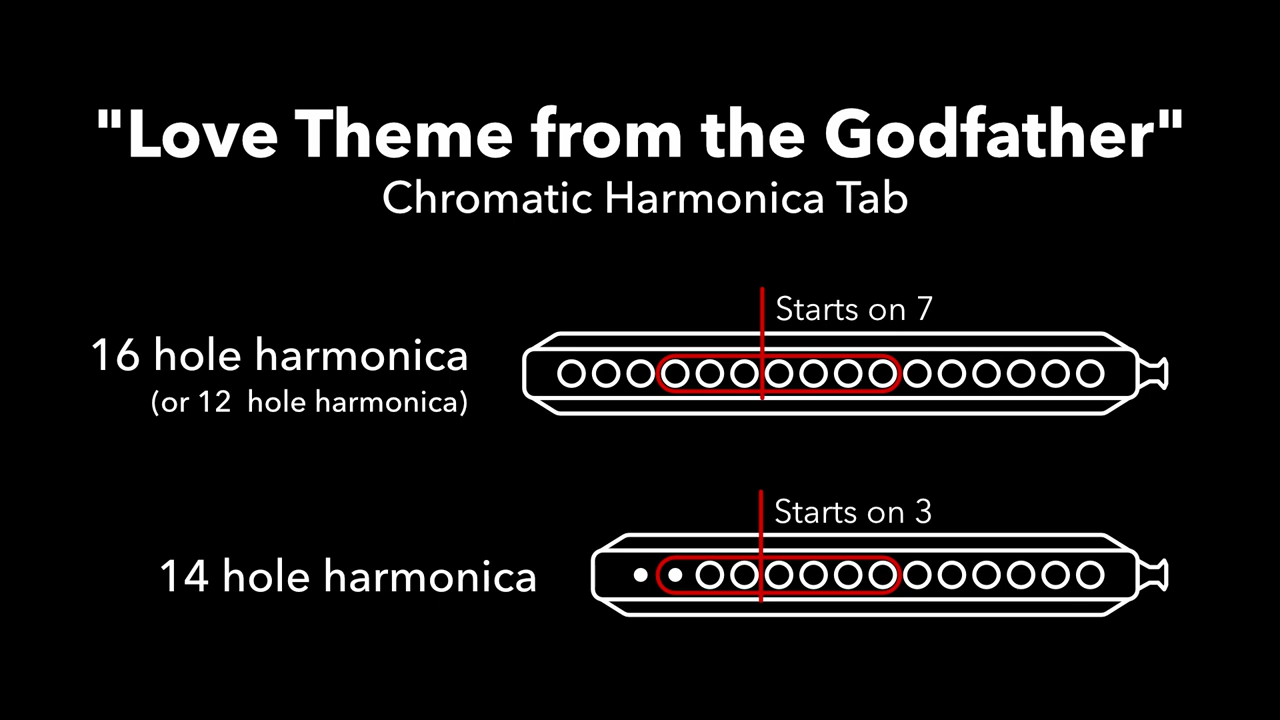 "Love Theme from the Godfather"
Chromatic Harmonica Tab
Starts on 7
16 hole harmonica
(or 12  hole harmonica)
Starts on 3
14 hole harmonica